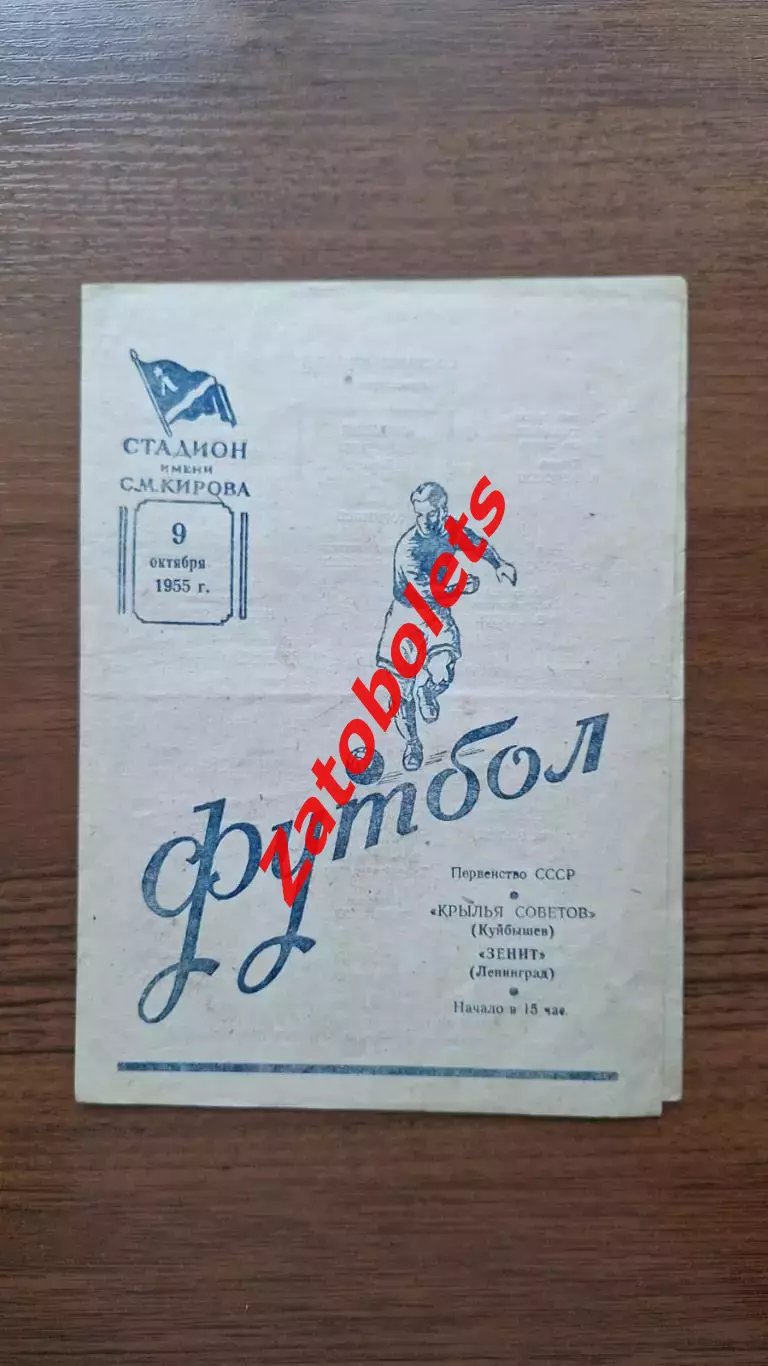 СТАДИОН
ИМЕНИ
С.М.КИРОВА
9
октября
1955 г.
футбол
Первенство СССР
«КРЫЛЬЯ СОВЕТОВ»
(Куйбышев)
«ЗЕНИТ»
(Ленинград)
Начало в 15 час.
Zatobolets